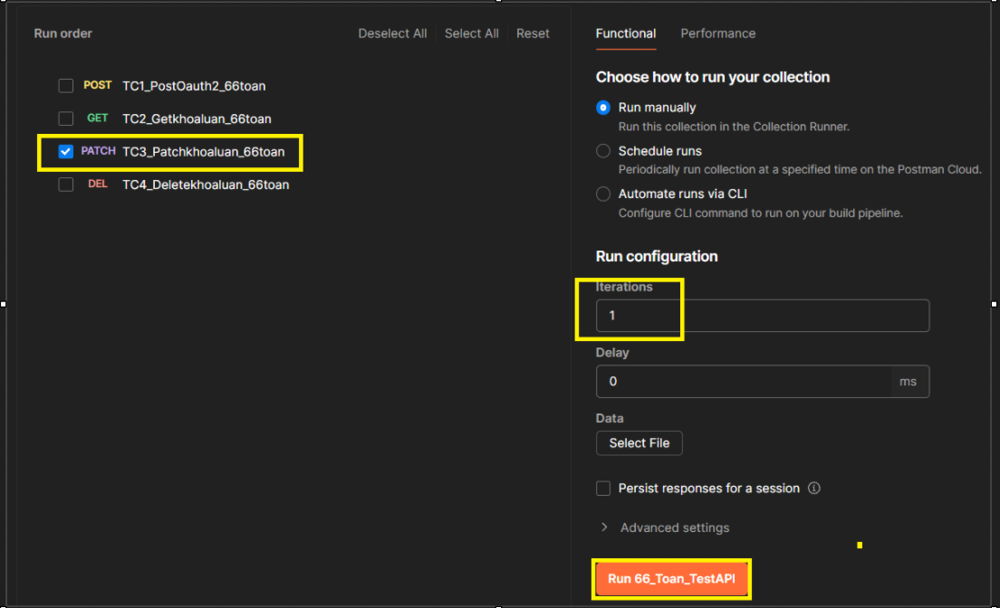 Run order
Deselect All
Select All
Reset
POST TC1_PostOauth2_66toan
GET TC2_Getkhoaluan_66toan
PATCH TC3_Patchkhoaluan_66toan
DEL TC4_Deletekhoaluan_66toan
Functional
Performance
Choose how to run your collection
Run manually
Run this collection in the Collection Runner.
Schedule runs
Periodically run collection at a specified time on the Postman Cloud.
Automate runs via CLI
Configure CLI command to run on your build pipeline.
Run configuration
Iterations
1
Delay
0 ms
Data
Select File
Persist responses for a session
Advanced settings
Run 66_Toan_TestAPI